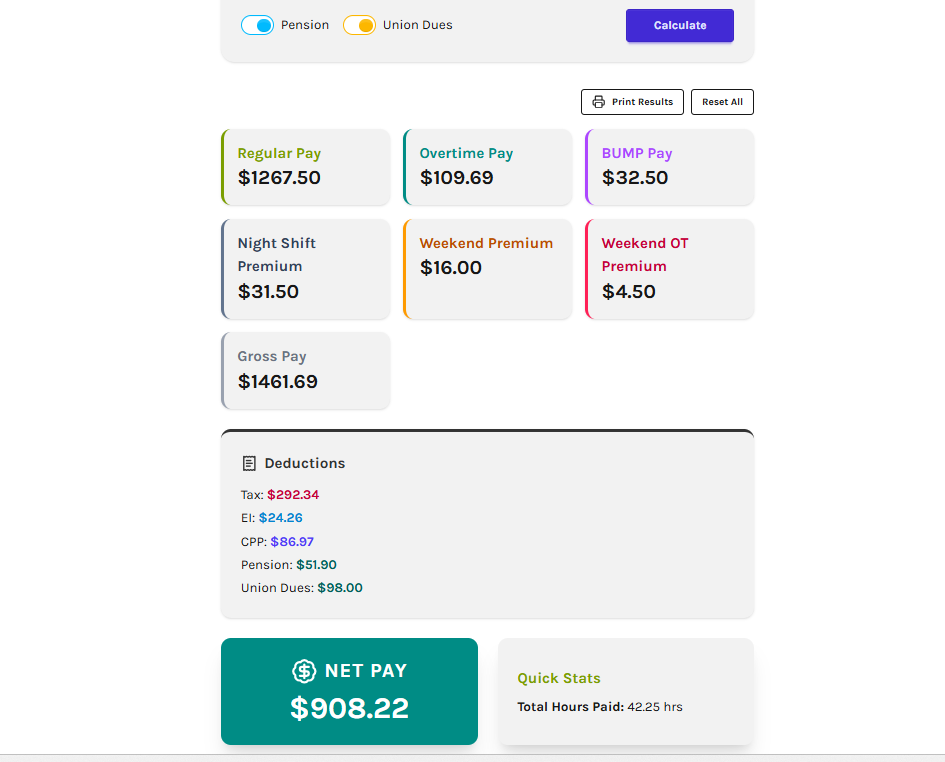 Pension Union Dues Calculate
Print Results Reset All
Regular Pay
$1267.50
Overtime Pay
$109.69
BUMP Pay
$32.50
Night Shift
Premium
$31.50
Weekend Premium
$16.00
Weekend OT
Premium
$4.50
Gross Pay
$1461.69
Deductions
Tax: $292.34
EI: $24.26
CPP: $86.97
Pension: $51.90
Union Dues: $98.00
NET PAY
$908.22
Quick Stats
Total Hours Paid: 42.25 hrs